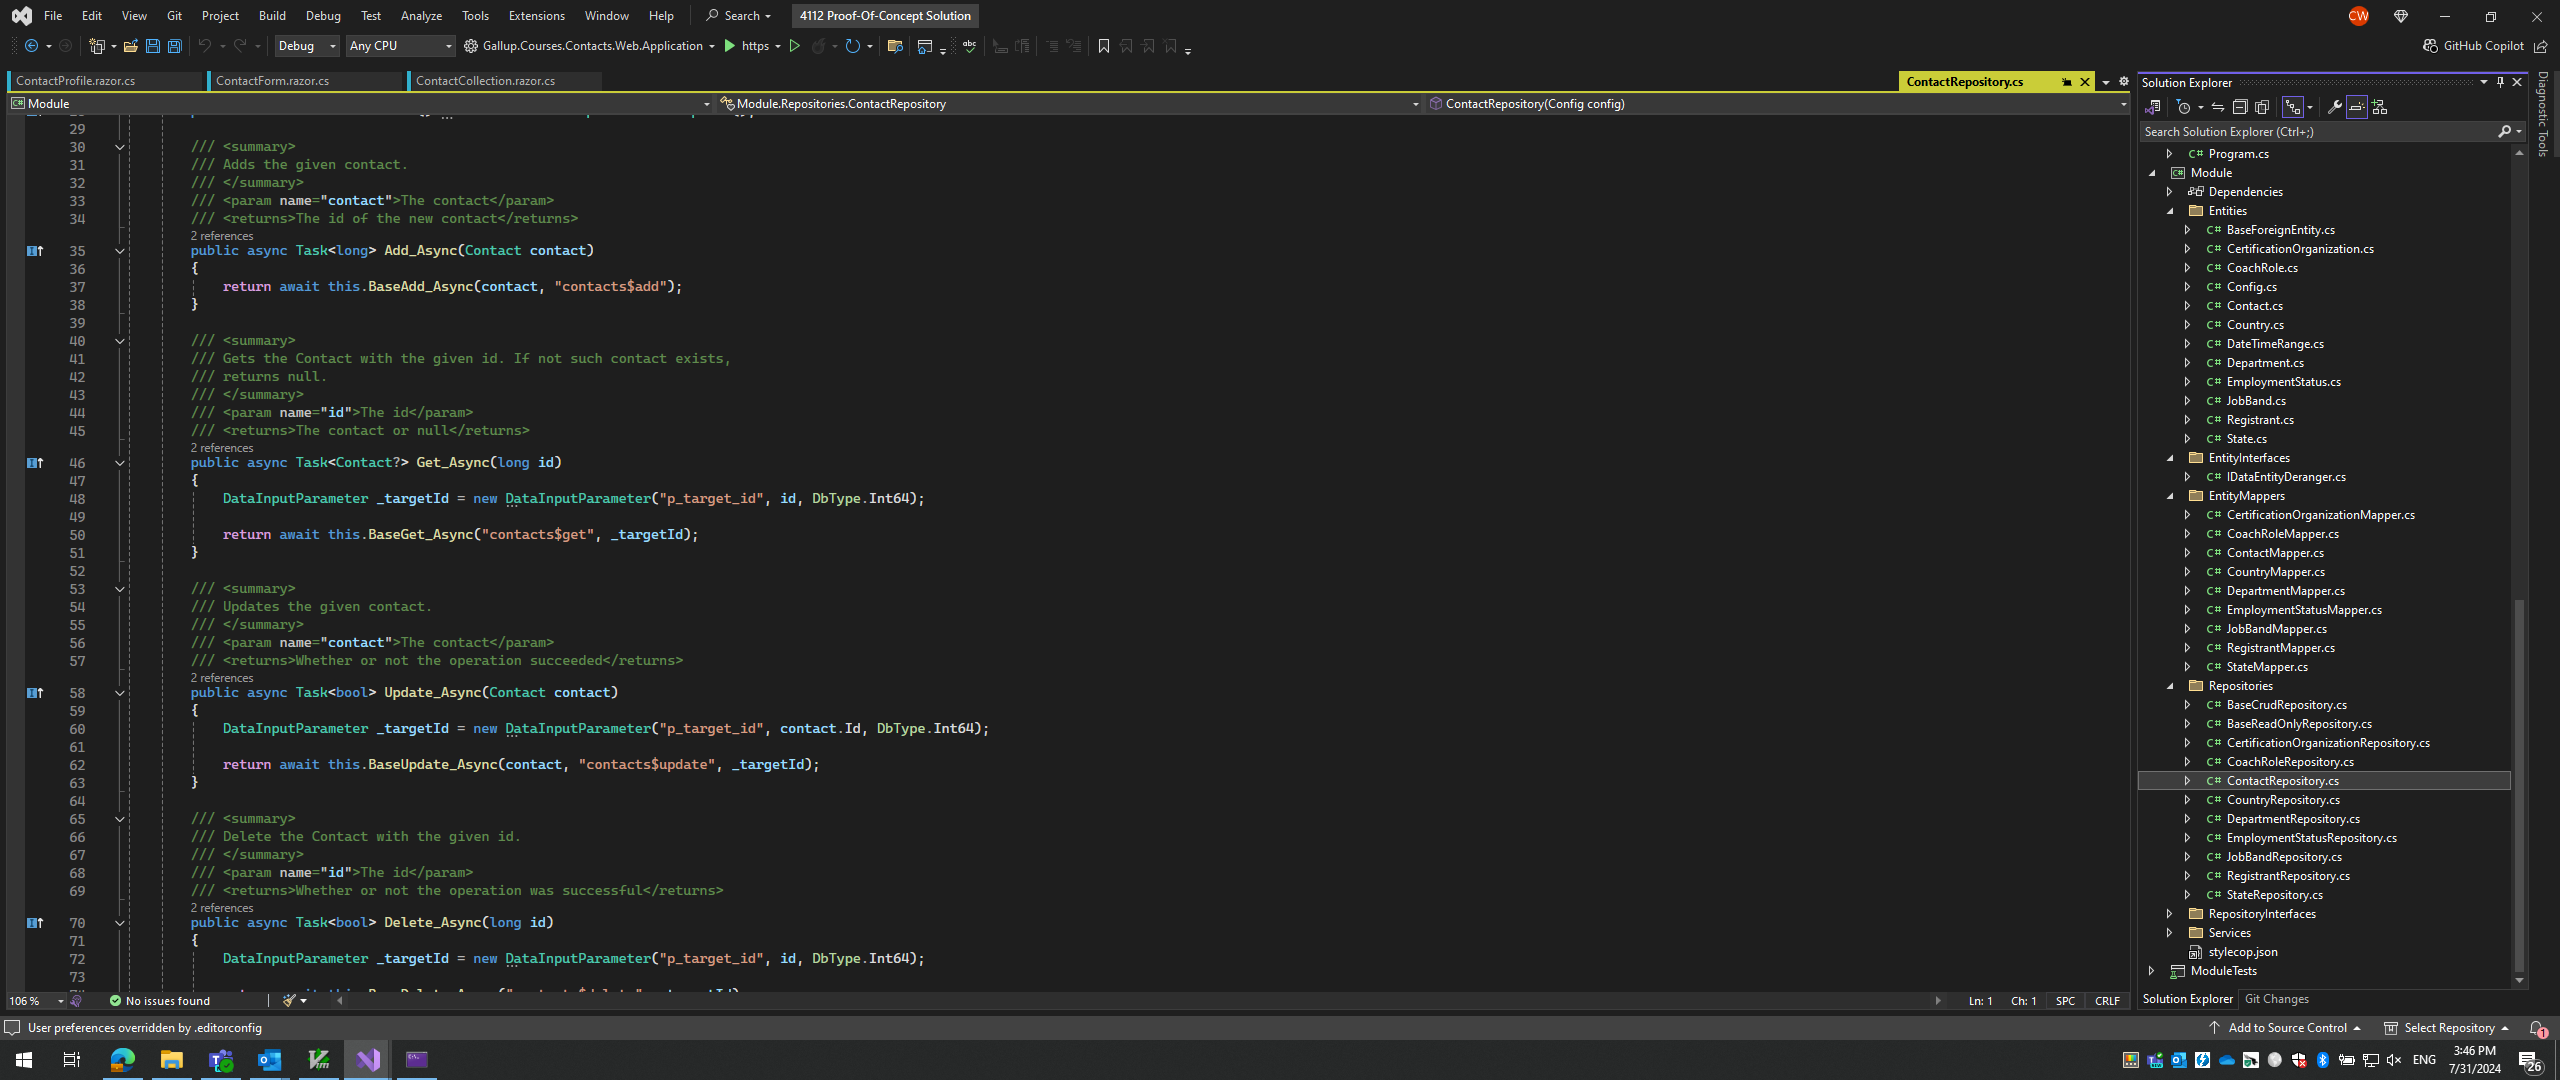 File Edit View Git Project Build Debug Test Analyze Tools Extensions Window Help Search 4112 Proof-Of-Concept Solution CW
Debug Any CPU Gallup.Courses.Contacts.Web.Application https abc GitHub Copilot
ContactProfile.razor.cs ContactForm.razor.cs ContactCollection.razor.cs ContactRepository.cs
Module Module.Repositories.ContactRepository ContactRepository(Config config)
29
30 /// <summary>
31 /// Adds the given contact.
32 /// </summary>
33 /// <param name="contact">The contact</param>
34 /// <returns>The id of the new contact</returns>
2 references
35 public async Task<long> Add_Async(Contact contact)
36 {
37 return await this.BaseAdd_Async(contact, "contacts$add");
38 }
39
40 /// <summary>
41 /// Gets the Contact with the given id. If not such contact exists,
42 /// returns null.
43 /// </summary>
44 /// <param name="id">The id</param>
45 /// <returns>The contact or null</returns>
2 references
46 public async Task<Contact?> Get_Async(long id)
47 {
48 DataInputParameter _targetId = new DataInputParameter("p_target_id", id, DbType.Int64);
49
50 return await this.BaseGet_Async("contacts$get", _targetId);
51 }
52
53 /// <summary>
54 /// Updates the given contact.
55 /// </summary>
56 /// <param name="contact">The contact</param>
57 /// <returns>Whether or not the operation succeeded</returns>
2 references
58 public async Task<bool> Update_Async(Contact contact)
59 {
60 DataInputParameter _targetId = new DataInputParameter("p_target_id", contact.Id, DbType.Int64);
61
62 return await this.BaseUpdate_Async(contact, "contacts$update", _targetId);
63 }
64
65 /// <summary>
66 /// Delete the Contact with the given id.
67 /// </summary>
68 /// <param name="id">The id</param>
69 /// <returns>Whether or not the operation was successful</returns>
2 references
70 public async Task<bool> Delete_Async(long id)
71 {
72 DataInputParameter _targetId = new DataInputParameter("p_target_id", id, DbType.Int64);
73
106 % No issues found Ln: 1 Ch: 1 SPC CRLF
Solution Explorer
Search Solution Explorer (Ctrl+;)
C# Program.cs
C# Module
Dependencies
Entities
C# BaseForeignEntity.cs
C# CertificationOrganization.cs
C# CoachRole.cs
C# Config.cs
C# Contact.cs
C# Country.cs
C# DateTimeRange.cs
C# Department.cs
C# EmploymentStatus.cs
C# JobBand.cs
C# Registrant.cs
C# State.cs
EntityInterfaces
C# IDataEntityDeranger.cs
EntityMappers
C# CertificationOrganizationMapper.cs
C# CoachRoleMapper.cs
C# ContactMapper.cs
C# CountryMapper.cs
C# DepartmentMapper.cs
C# EmploymentStatusMapper.cs
C# JobBandMapper.cs
C# RegistrantMapper.cs
C# StateMapper.cs
Repositories
C# BaseCrudRepository.cs
C# BaseReadOnlyRepository.cs
C# CertificationOrganizationRepository.cs
C# CoachRoleRepository.cs
C# ContactRepository.cs
C# CountryRepository.cs
C# DepartmentRepository.cs
C# EmploymentStatusRepository.cs
C# JobBandRepository.cs
C# RegistrantRepository.cs
C# StateRepository.cs
RepositoryInterfaces
Services
stylecop.json
ModuleTests
Solution Explorer Git Changes
Diagnostic Tools
User preferences overridden by .editorconfig Add to Source Control Select Repository 1
ENG 3:46 PM
7/31/2024 26